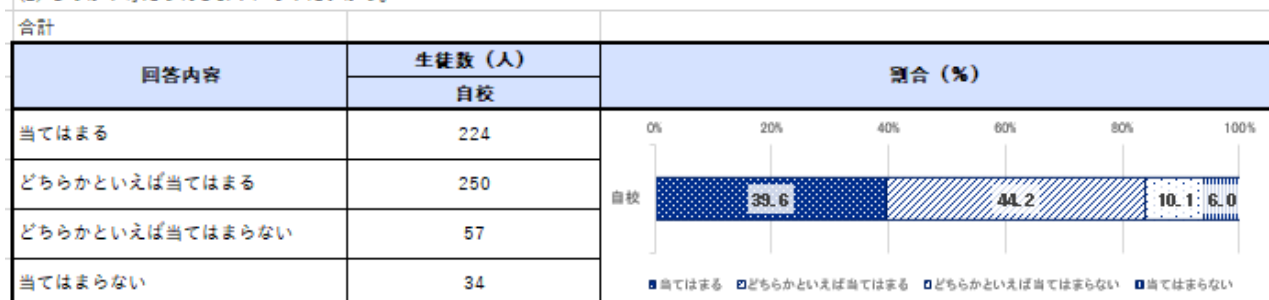 合計
回答内容
生徒数（人）
自校
割合（%）
当てはまる 224
どちらかといえば当てはまる 250
どちらかといえば当てはまらない 57
当てはまらない 34
0% 20% 40% 60% 80% 100%
自校 39.6 44.2 10.1 6.0
当てはまる どちらかといえば当てはまる どちらかといえば当てはまらない 当てはまらない